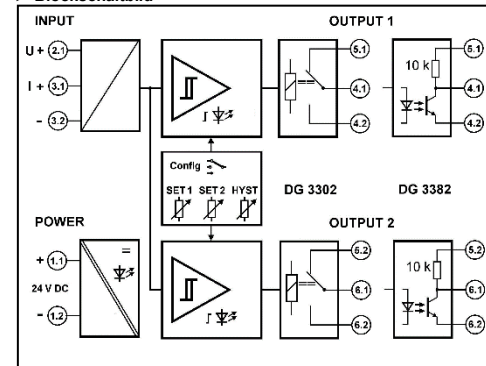 Blockschaltbild
INPUT
OUTPUT 1
U + 2.1
I + 3.1
- 3.2
5.1
4.1
4.2
10 k
5.1
4.1
4.2
Config
SET 1 SET 2 HYST
DG 3302
DG 3382
POWER
OUTPUT 2
+ 1.1
24 V DC
- 1.2
=
5.2
6.1
6.2
10 k
5.2
6.1
6.2